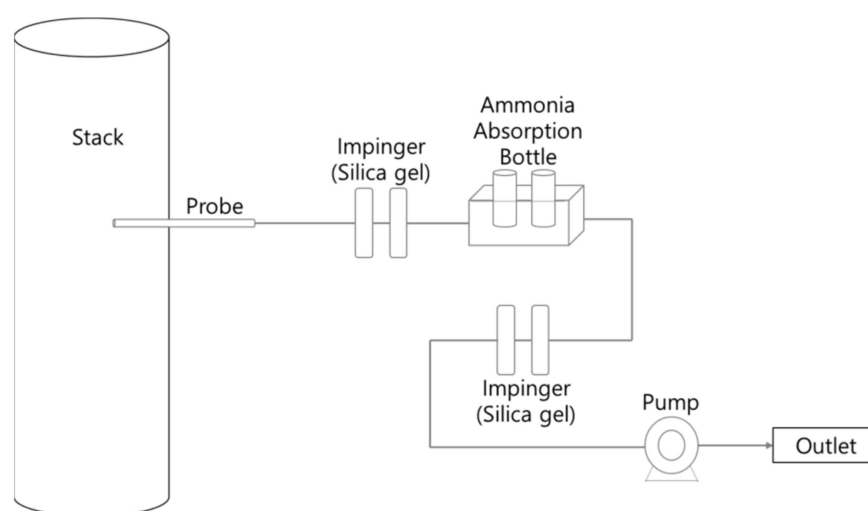 Stack
Probe
Impinger
(Silica gel)
Ammonia
Absorption
Bottle
Impinger
(Silica gel)
Pump
Outlet